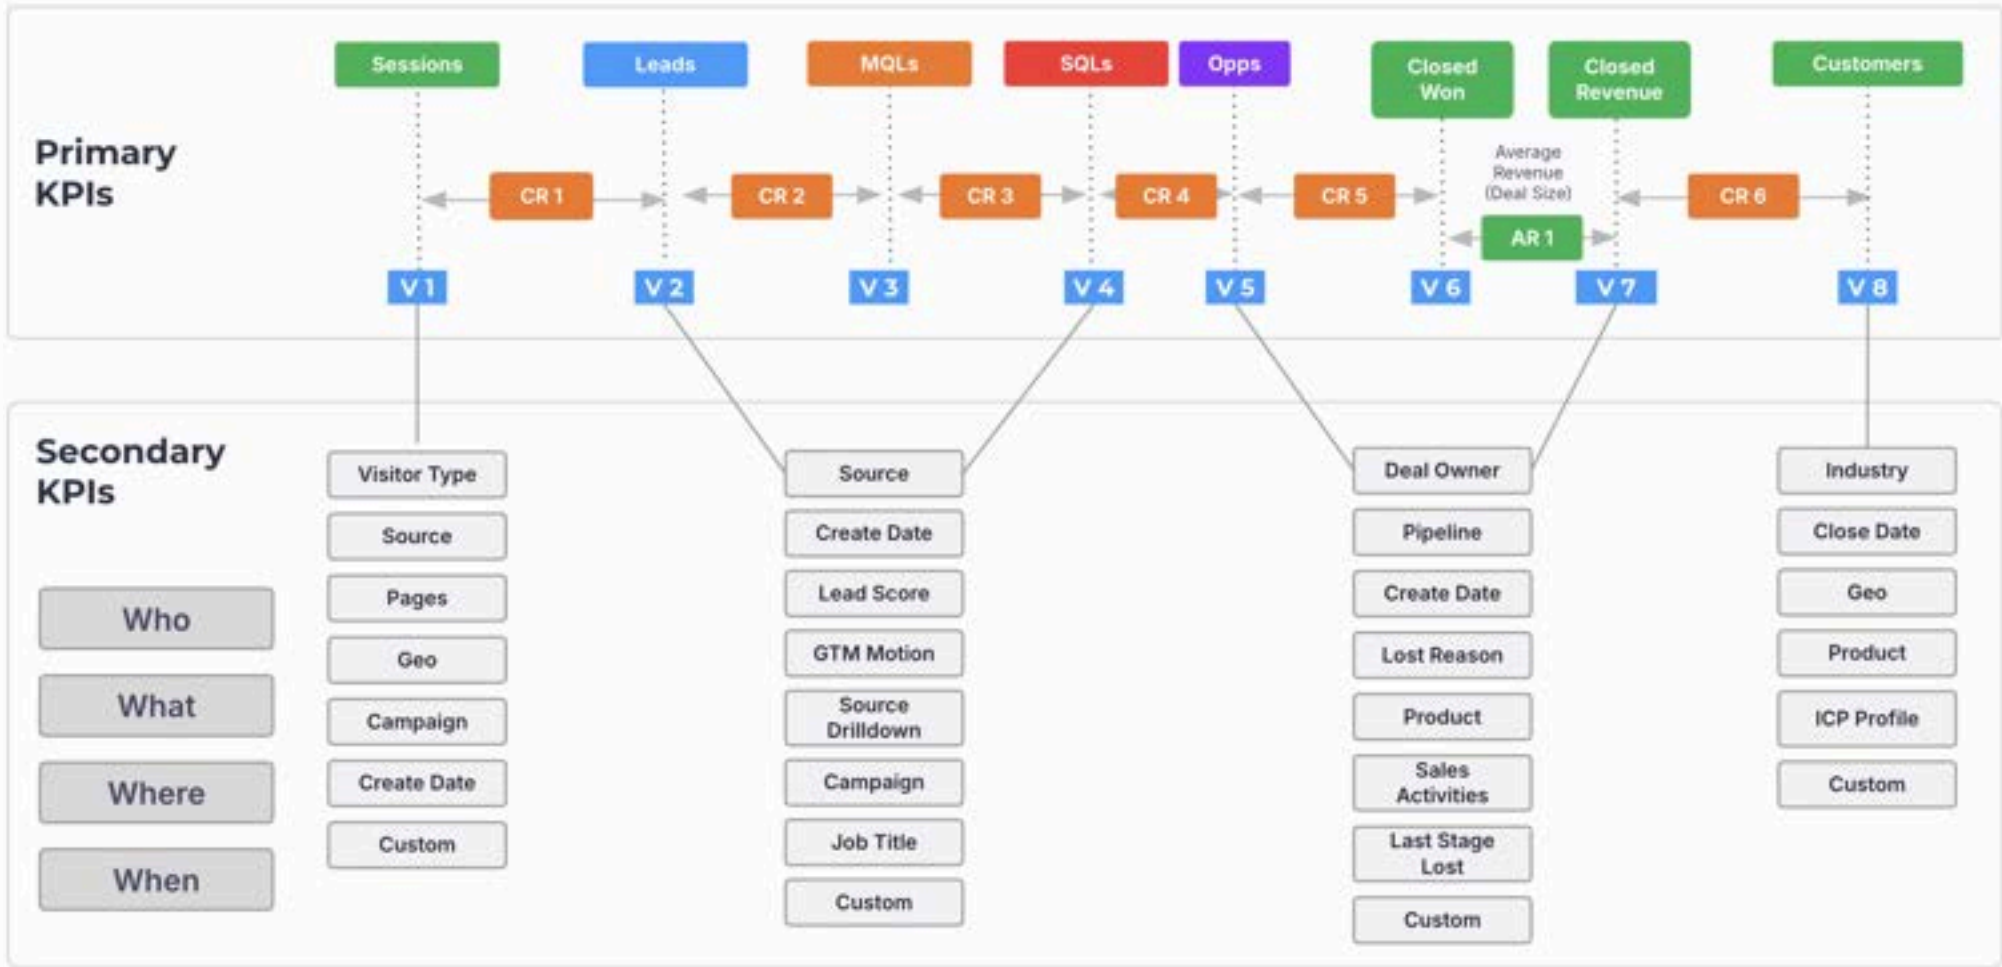 Sessions
Leads
MQLs
SQLs
Opps
Closed
Won
Closed
Revenue
Customers
Primary
KPIs
Average
Revenue
(Deal Size)
CR 1
CR 2
CR 3
CR 4
CR 5
CR 6
AR 1
V 1
V 2
V 3
V 4
V 5
V 6
V 7
V 8
Secondary
KPIs
Who
What
Where
When
Visitor Type
Source
Pages
Geo
Campaign
Create Date
Custom
Source
Create Date
Lead Score
GTM Motion
Source
Drilldown
Campaign
Job Title
Custom
Deal Owner
Pipeline
Create Date
Lost Reason
Product
Sales
Activities
Last Stage
Lost
Custom
Industry
Close Date
Geo
Product
ICP Profile
Custom